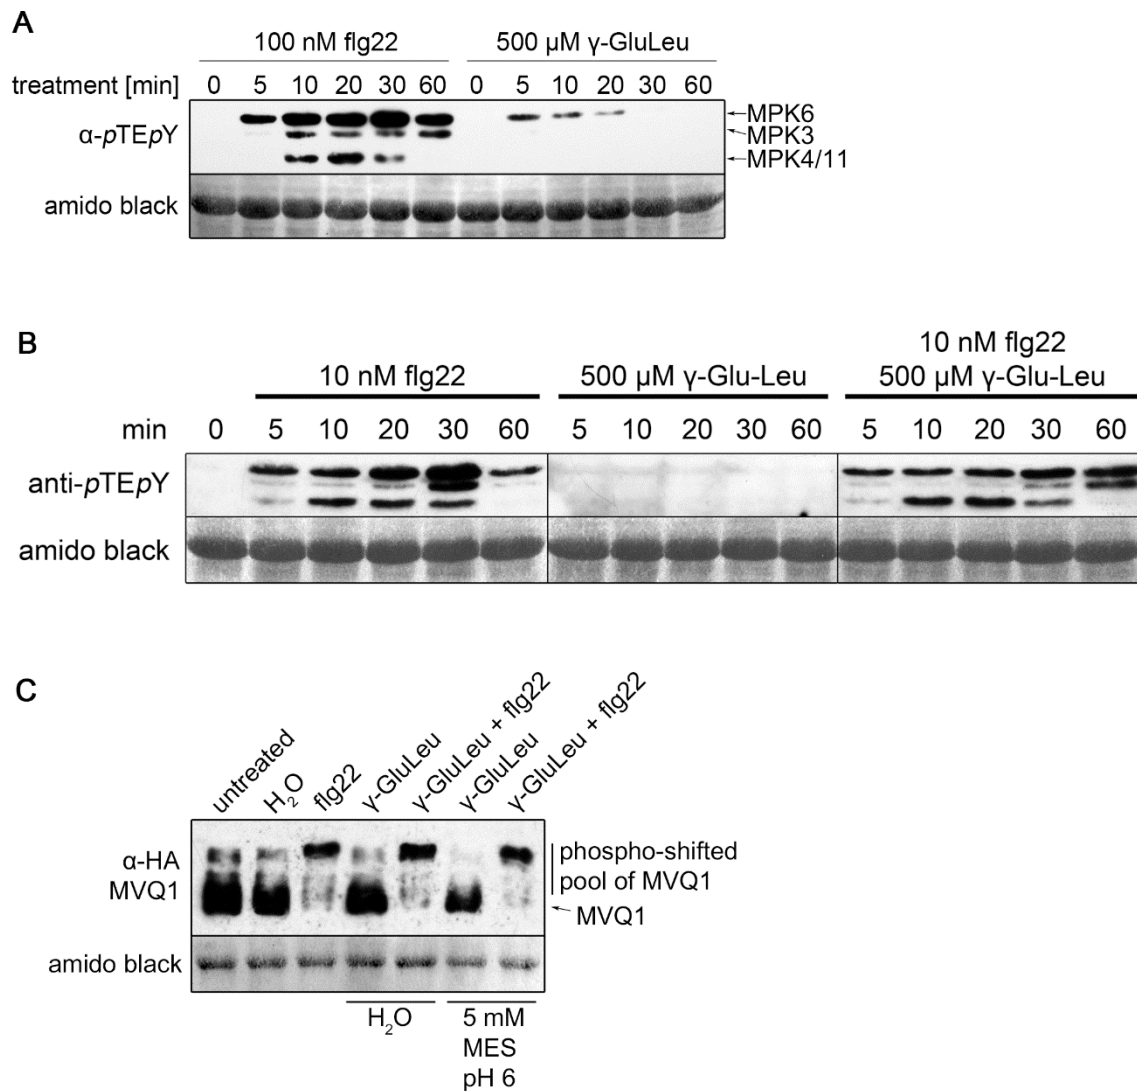 A
100 nm flg22 500 µM γ-GluLeu
treatment [min] 0 5 10 20 30 60 0 5 10 20 30 60
α-pTEpY
MPK6
MPK3
MPK4/11
amido black
B
10 nM flg22
10 nM flg22 500 µM γ-Glu-Leu 500 µM γ-Glu-Leu
min 0 5 10 20 30 60 5 10 20 30 60 5 10 20 30 60
anti-pTEpY
amido black
C
untreated
H₂O
flg22
γ-GluLeu
γ-GluLeu + flg22
γ-GluLeu
γ-GluLeu + flg22
α-HA
MVQ1
phospho-shifted
pool of MVQ1
MVQ1
amido black
H₂O 5 mM
MES
pH 6